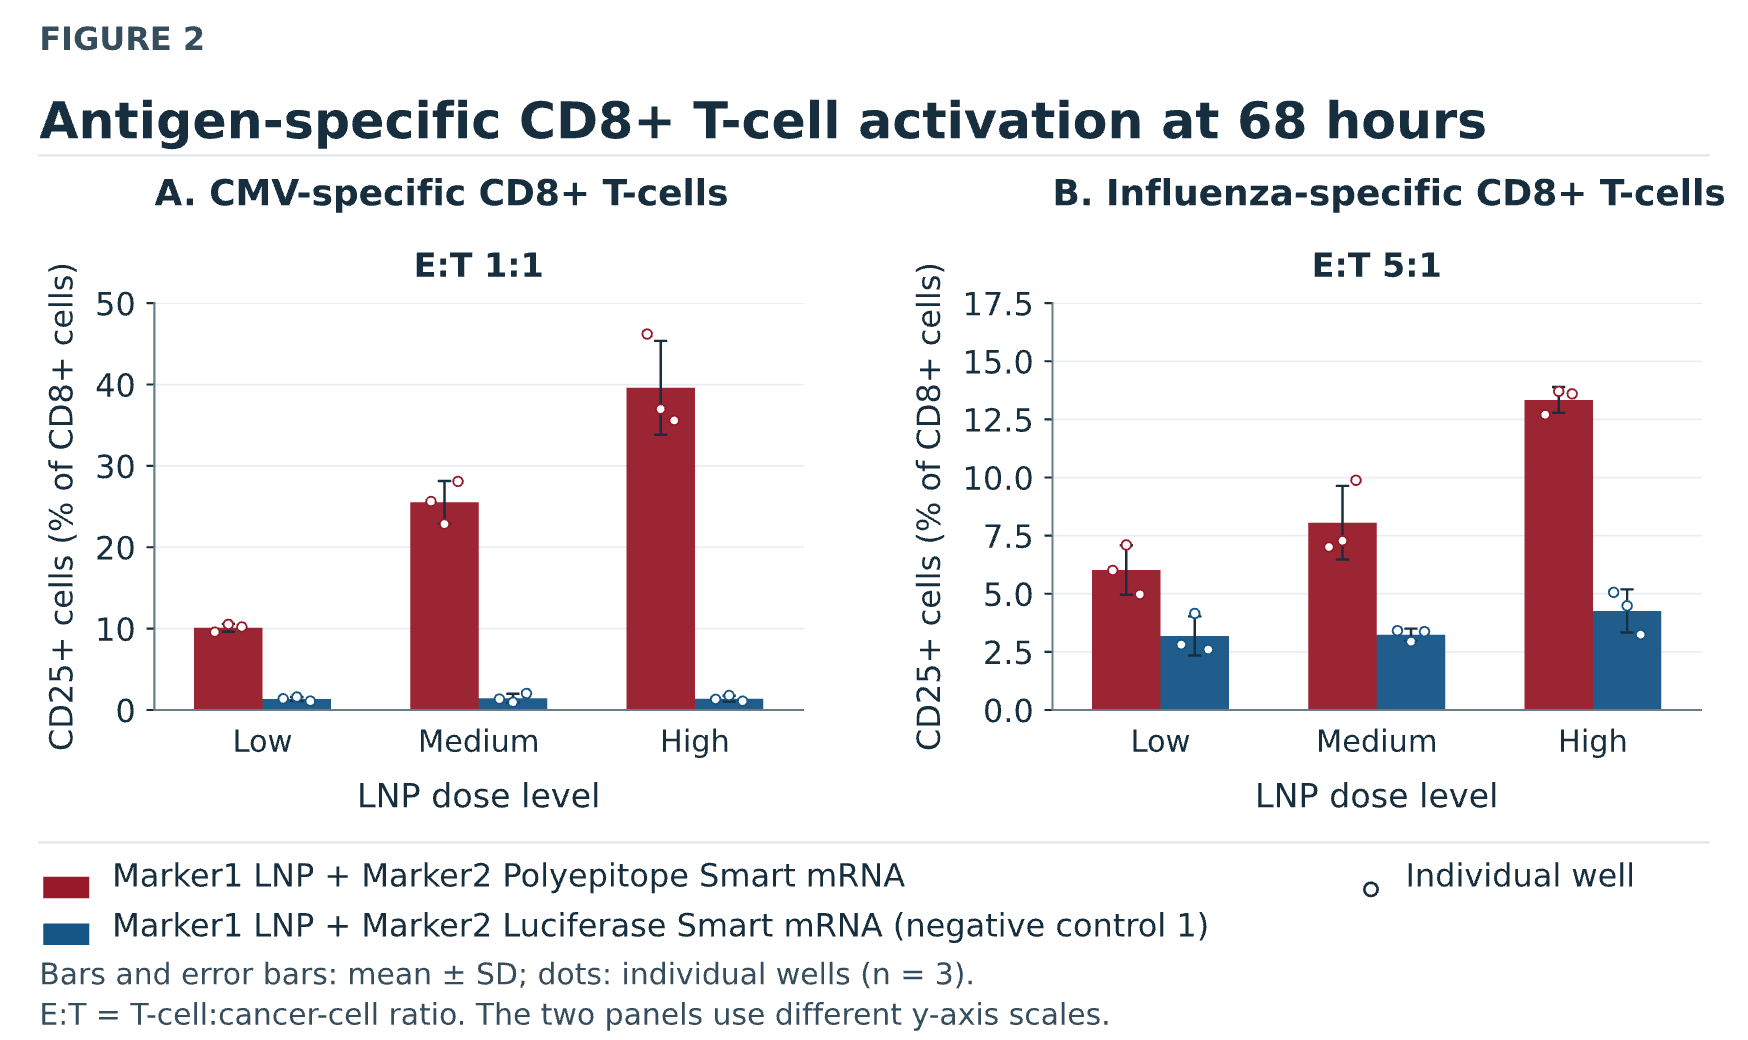 FIGURE 2
Antigen-specific CD8+ T-cell activation at 68 hours
A. CMV-specific CD8+ T-cells
E:T 1:1
CD25+ cells (% of CD8+ cells)
50
40
30
20
10
0
Low Medium High
LNP dose level
B. Influenza-specific CD8+ T-cells
E:T 5:1
CD25+ cells (% of CD8+ cells)
17.5
15.0
12.5
10.0
7.5
5.0
2.5
0.0
Low Medium High
LNP dose level
Marker1 LNP + Marker2 Polyepitope Smart mRNA
Individual well
Marker1 LNP + Marker2 Luciferase Smart mRNA (negative control 1)
Bars and error bars: mean ± SD; dots: individual wells (n = 3).
E:T = T-cell:cancer-cell ratio. The two panels use different y-axis scales.